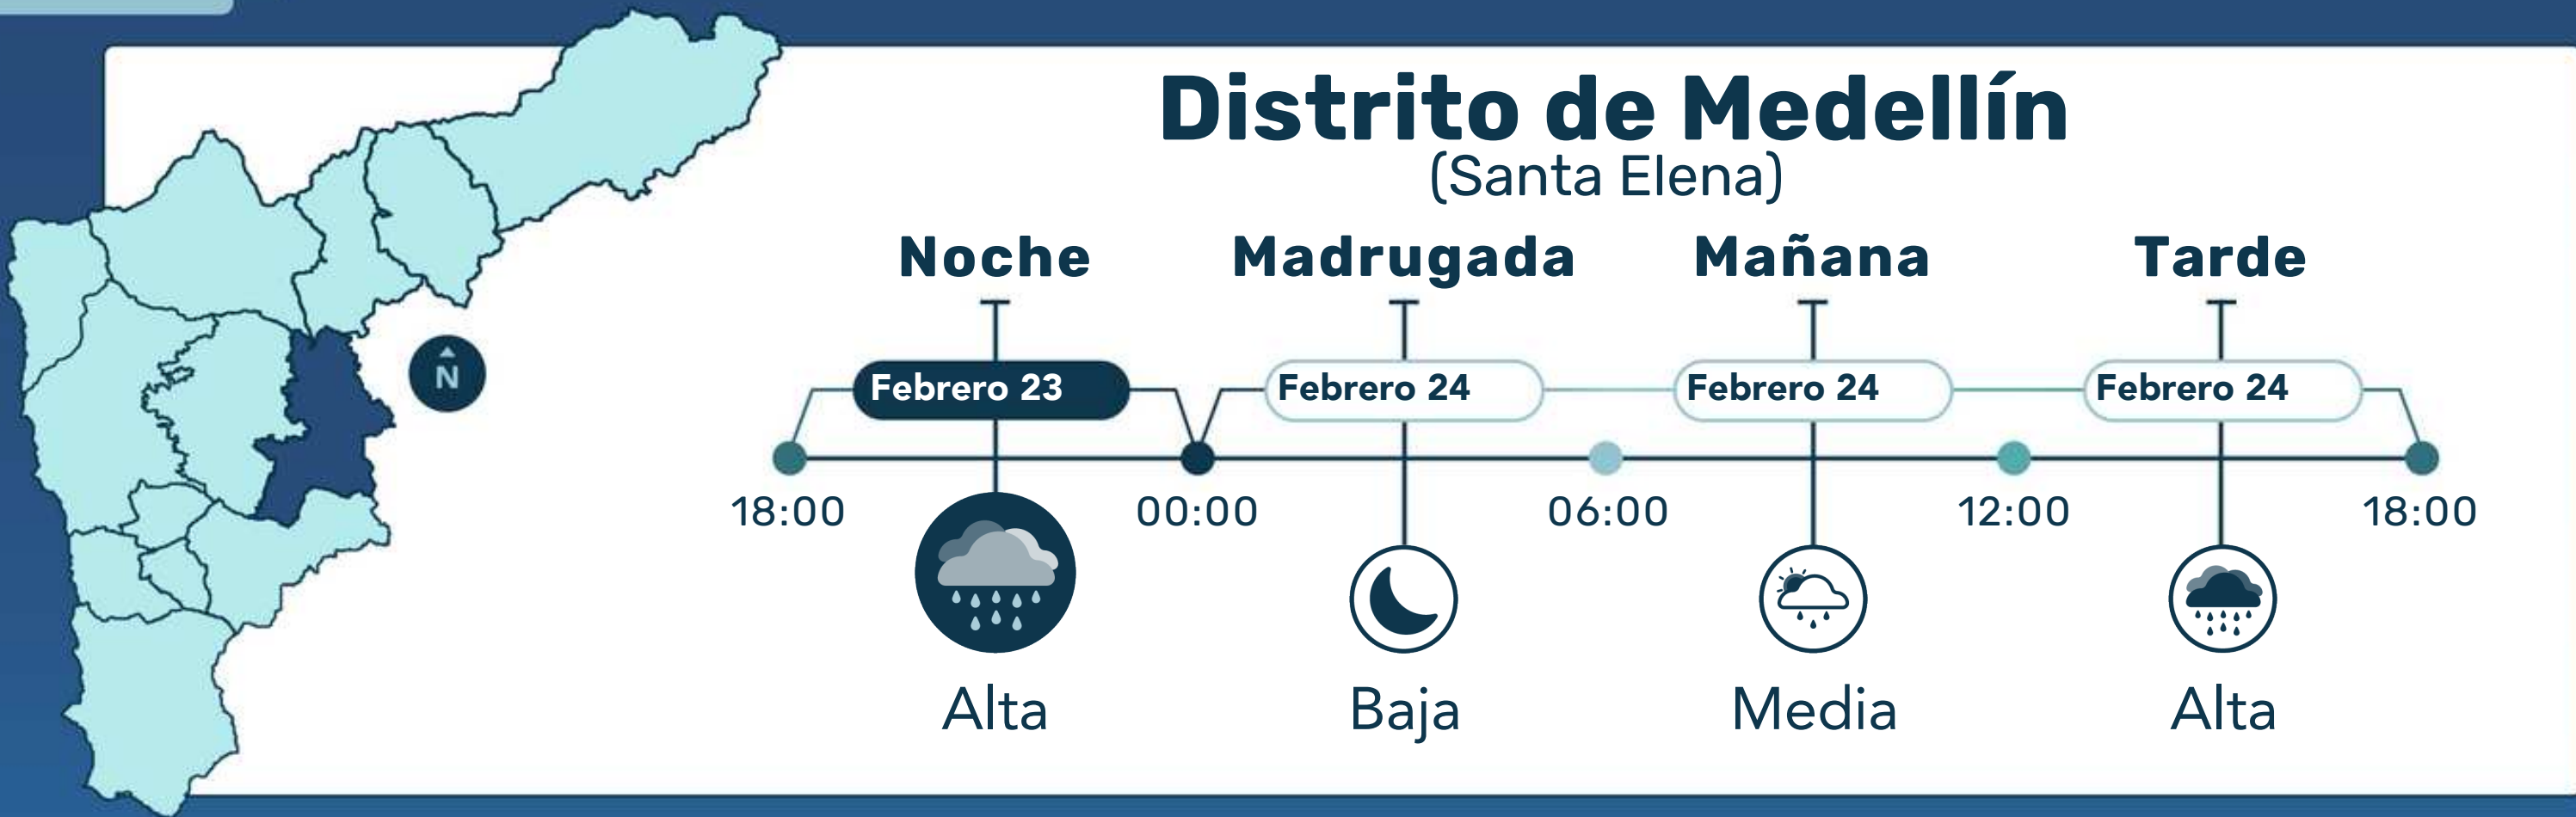 Distrito de Medellín
(Santa Elena)
Noche Madrugada Mañana Tarde
Febrero 23 Febrero 24 Febrero 24 Febrero 24
N
18:00 00:00 06:00 12:00 18:00
Alta Baja Media Alta